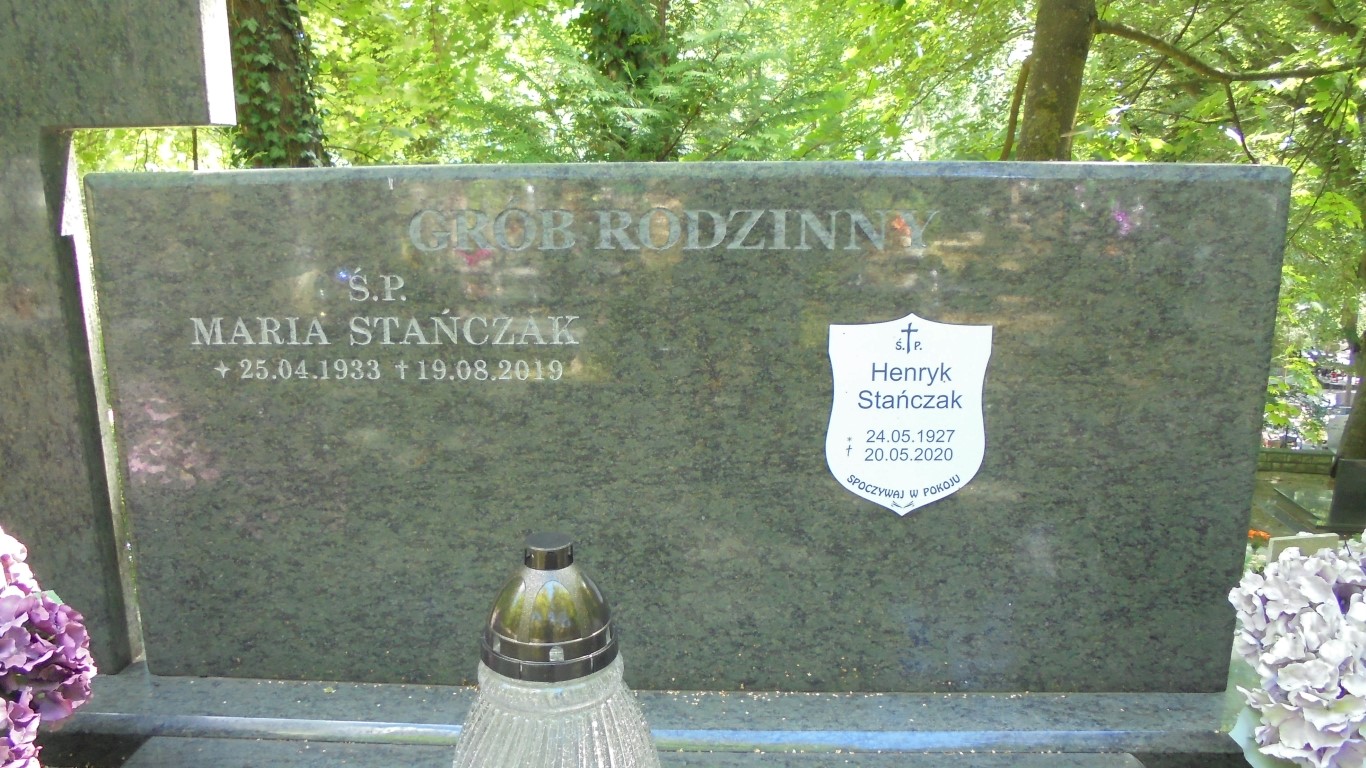 GRÓB RODZINNY
Ś.P.
MARIA STAŃCZAK
25.04.1933 † 19.08.2019
Ś. † P.
Henryk
Stańczak
* 24.05.1927
† 20.05.2020
SPOCZYWAJ W POKOJU